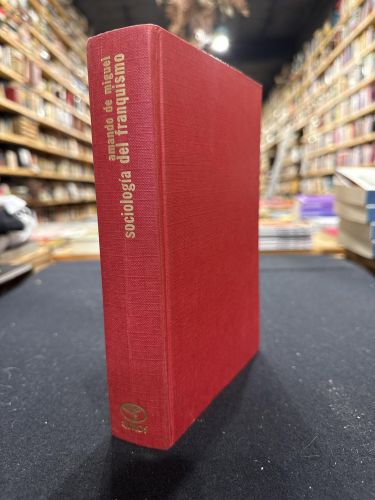 amando de miguel
sociología del franquismo